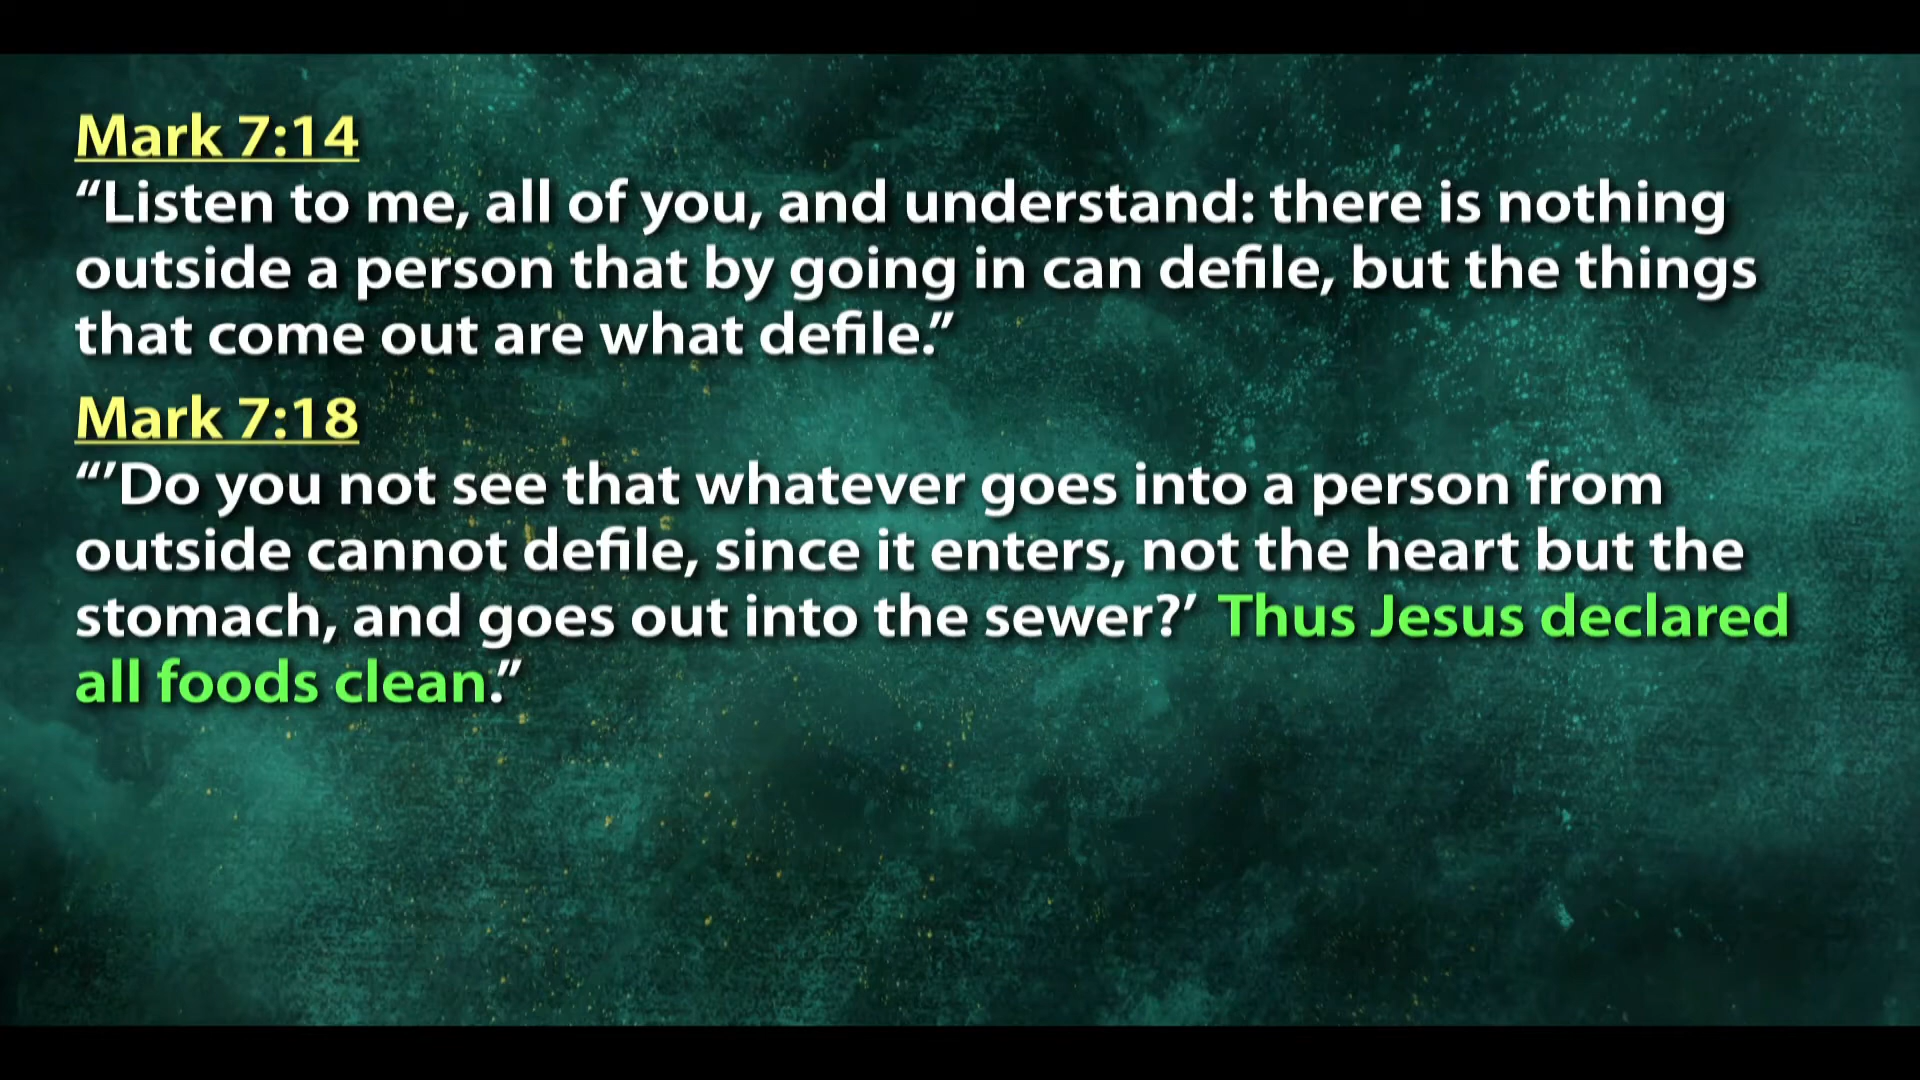 Mark 7:14
“Listen to me, all of you, and understand: there is nothing
outside a person that by going in can defile, but the things
that come out are what defile.”
Mark 7:18
“’Do you not see that whatever goes into a person from
outside cannot defile, since it enters, not the heart but the
stomach, and goes out into the sewer?’ Thus Jesus declared
all foods clean.”